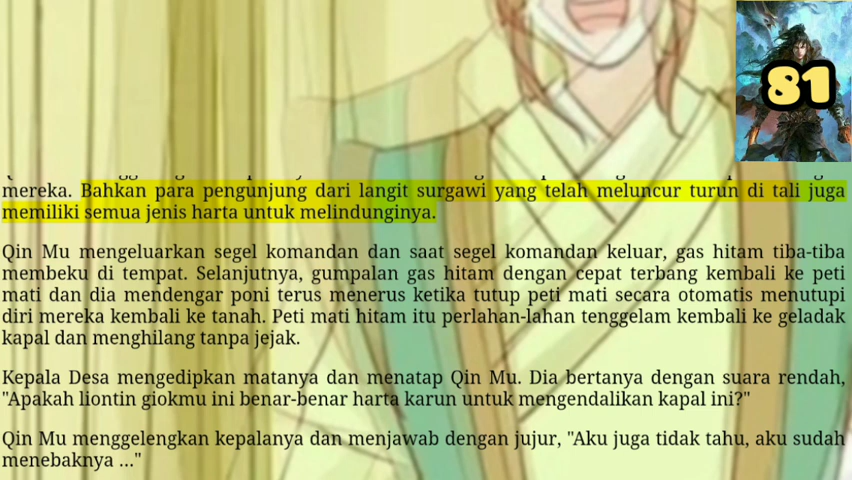 81
mereka. Bahkan para pengunjung dari langit surgawi yang telah meluncur turun di tali juga
memiliki semua jenis harta untuk melindunginya.
Qin Mu mengeluarkan segel komandan dan saat segel komandan keluar, gas hitam tiba-tiba
membeku di tempat. Selanjutnya, gumpalan gas hitam dengan cepat terbang kembali ke peti
mati dan dia mendengar poni terus menerus ketika tutup peti mati secara otomatis menutupi
diri mereka kembali ke tanah. Peti mati hitam itu perlahan-lahan tenggelam kembali ke geladak
kapal dan menghilang tanpa jejak.
Kepala Desa mengedipkan matanya dan menatap Qin Mu. Dia bertanya dengan suara rendah,
"Apakah liontin giokmu ini benar-benar harta karun untuk mengendalikan kapal ini?"
Qin Mu menggelengkan kepalanya dan menjawab dengan jujur, "Aku juga tidak tahu, aku sudah
menebaknya ..."